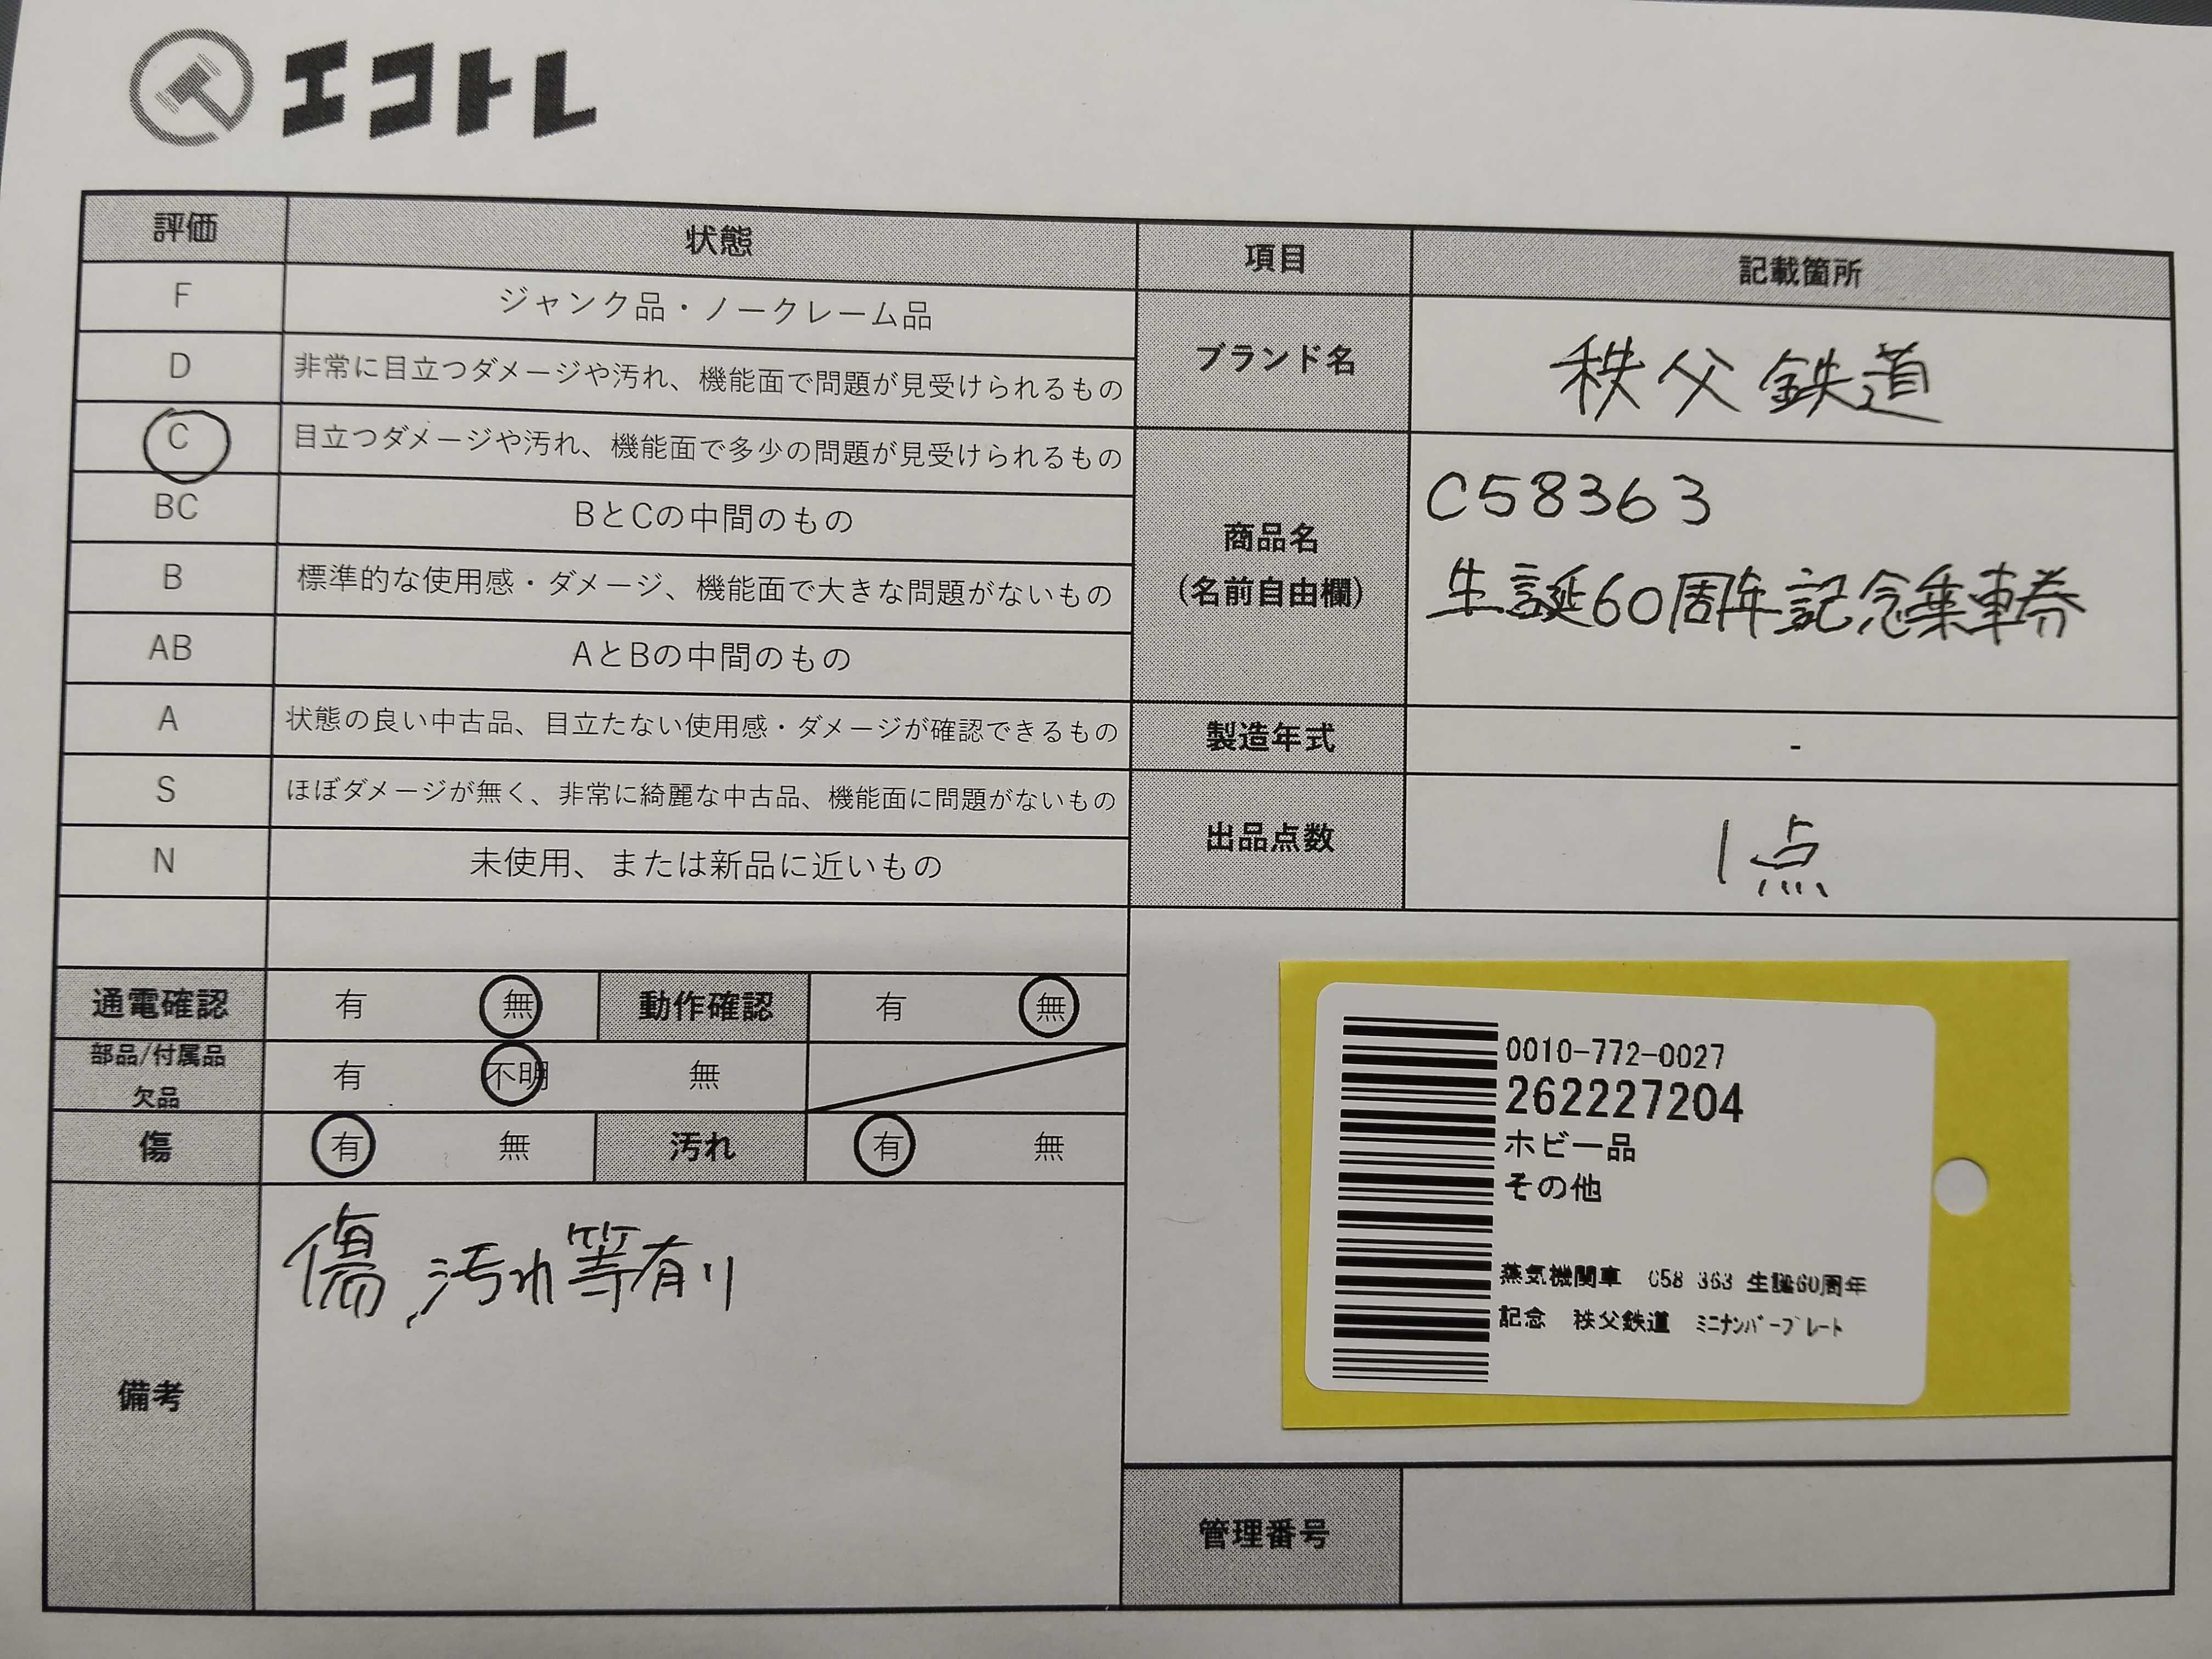 エコトレ
評価 状態
F ジャンク品・ノークレーム品
D 非常に目立つダメージや汚れ、機能面で問題が見受けられるもの
C 目立つダメージや汚れ、機能面で多少の問題が見受けられるもの
BC BとCの中間のもの
B 標準的な使用感・ダメージ、機能面で大きな問題がないもの
AB AとBの中間のもの
A 状態の良い中古品、目立たない使用感・ダメージが確認できるもの
S ほぼダメージが無く、非常に綺麗な中古品、機能面に問題がないもの
N 未使用、または新品に近いもの
通電確認 有 無 動作確認 有 無
部品/付属品
欠品 有 不明 無
傷 有 無 汚れ 有 無
備考 傷、汚れ等有り
項目 記載箇所
ブランド名 秩父鉄道
商品名
(名前自由欄)
C58363
生誕60周年記念乗車券
製造年式 -
出品点数 1点
0010-772-0027
262227204
ホビー品
その他
蒸気機関車 C58 363 生誕60周年
記念 秩父鉄道 ミニナンバープレート
管理番号